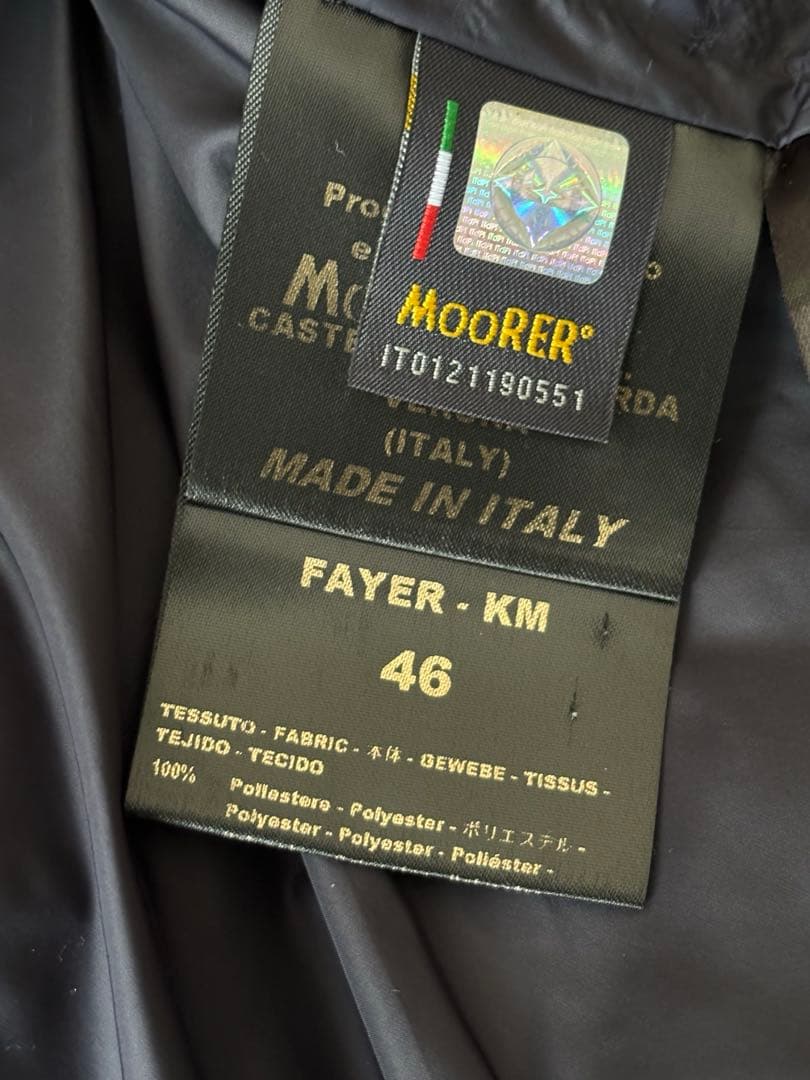 MOORER°
IT0121190551
(ITALY)
MADE IN ITALY
FAYER - KM
46
TESSUTO - FABRIC - 本体 - GEWEBE - TISSUS -
TEJIDO - TECIDO
100% Poliestere - Polyester - ポリエステル -
Polyester - Polyester - Poliéster -